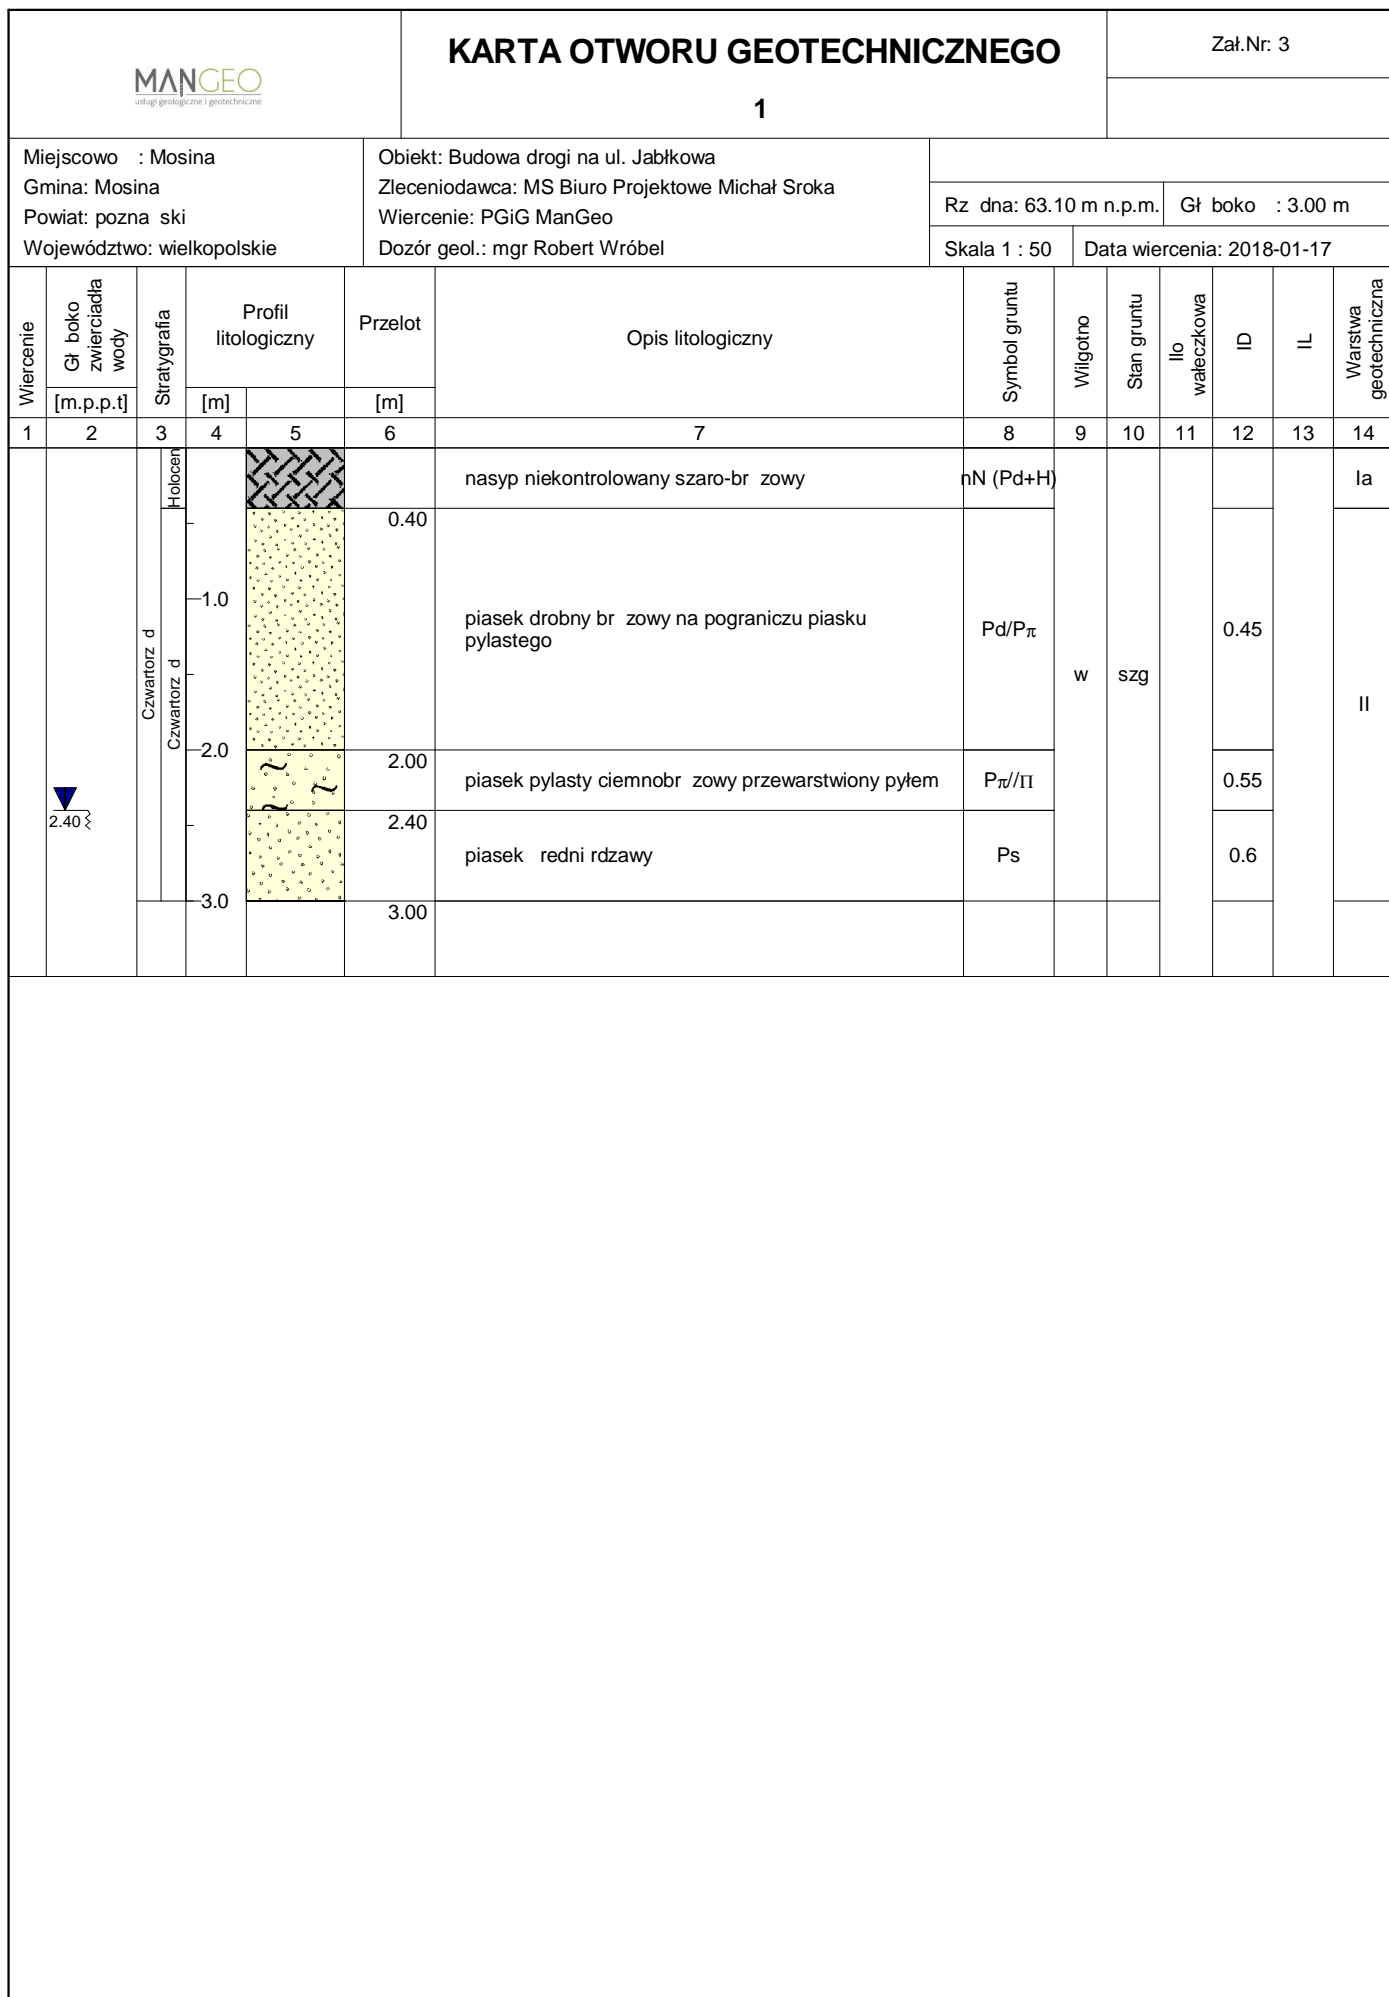 MANGEO
usługi geologiczne i geotechniczne
KARTA OTWORU GEOTECHNICZNEGO
1
Zał.Nr: 3
Miejscowo : Mosina
Gmina: Mosina
Powiat: pozna ski
Województwo: wielkopolskie
Obiekt: Budowa drogi na ul. Jabłkowa
Zleceniodawca: MS Biuro Projektowe Michał Sroka
Wiercenie: PGiG ManGeo
Dozór geol.: mgr Robert Wróbel
Rz dna: 63.10 m n.p.m.
Gł boko : 3.00 m
Skala 1 : 50
Data wiercenia: 2018-01-17
Wiercenie
Gł boko
zwierciadła
wody
[m.p.p.t]
Stratygrafia
Profil
litologiczny
[m]
Przelot
[m]
Opis litologiczny
Symbol gruntu
Wilgotno
Stan gruntu
Ilo
wałeczkowa
ID
IL
Warstwa
geotechniczna
1 2 3 4 5 6 7 8 9 10 11 12 13 14
Holocen
nasyp niekontrolowany szaro-br zowy
nN (Pd+H)
Ia
0.40
1.0
Czwartorz d
Czwartorz d
piasek drobny br zowy na pograniczu piasku
pylastego
Pd/Pπ
0.45
w
szg
II
2.0
2.00
piasek pylasty ciemnobr zowy przewarstwiony pyłem
Pπ//Π
0.55
2.40
2.40
piasek redni rdzawy
Ps
0.6
3.0
3.00